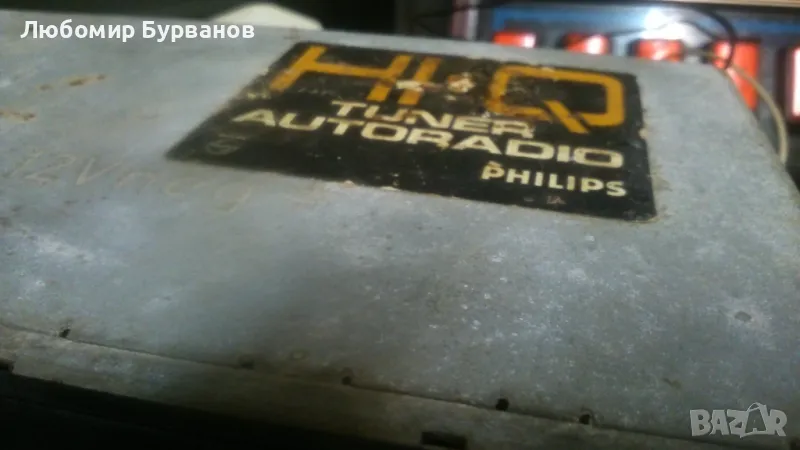 Любомир Бурванов
HI-Q
TUNER
AUTORADIO
PHILIPS
BAZAR